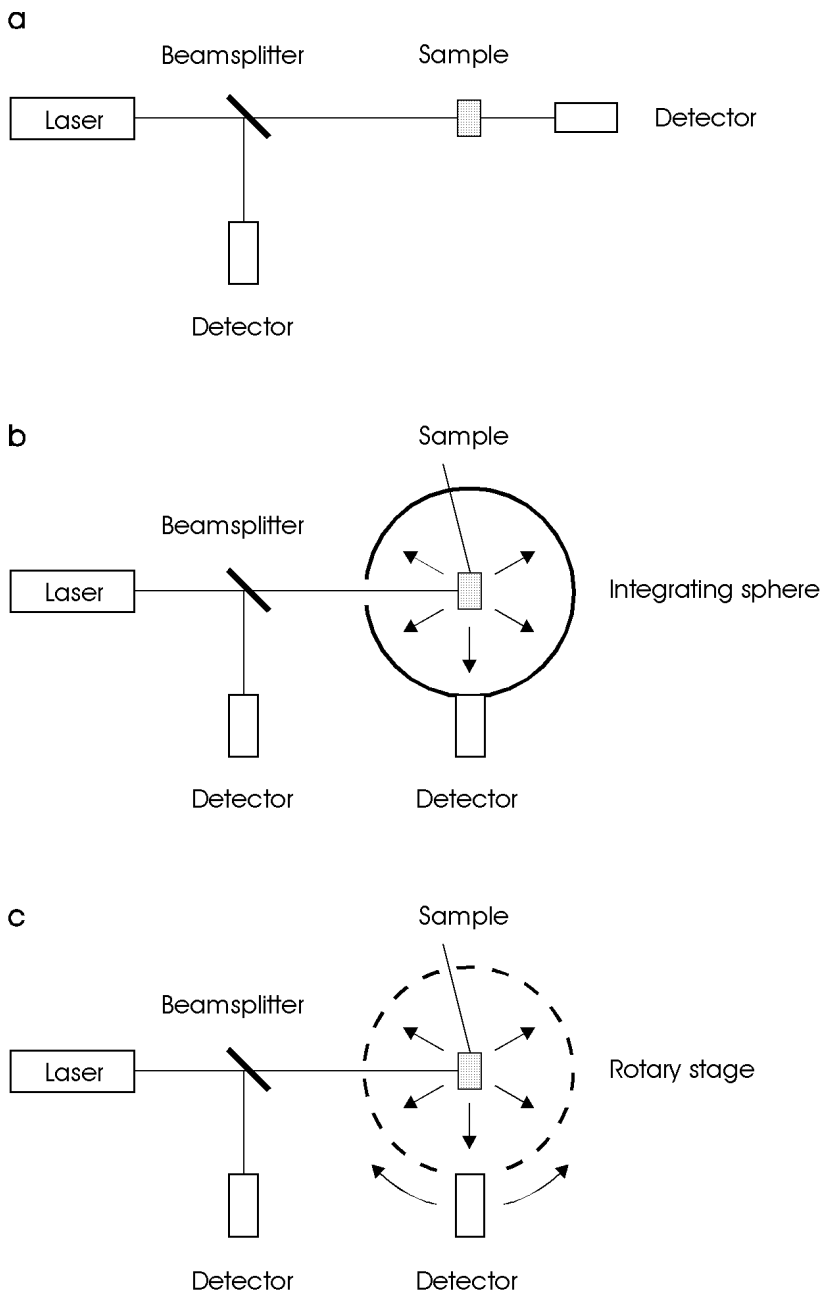 a
Beamsplitter
Sample
Laser
Detector
Detector
b
Sample
Beamsplitter
Laser
Integrating sphere
Detector
Detector
c
Sample
Beamsplitter
Laser
Rotary stage
Detector
Detector